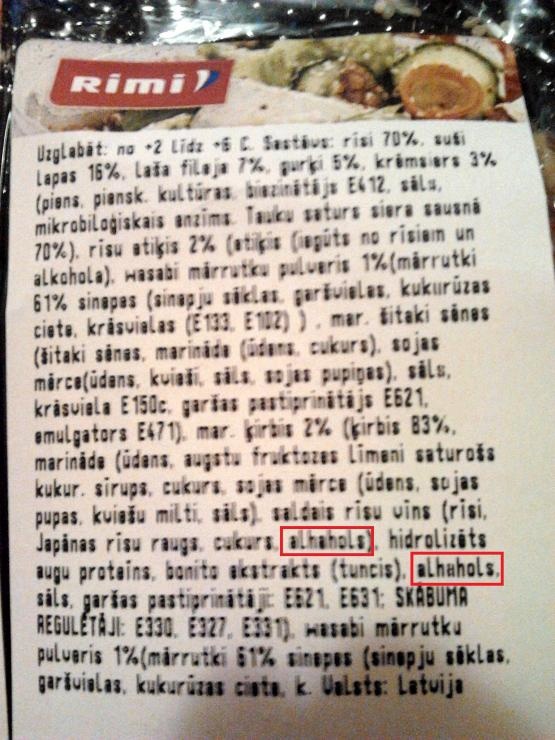 Rimi
Uzglabāt: no +2 līdz +6 C. Sastāvs: rīsi 70%, suši
lapas 16%, laša fileja 7%, gurķi 5%, krēmsiers 3%
(piens, piensk. kultūras, biezinātājs E412, sāls,
mikrobiloģiskais enzīms. Tauku saturs siera sausnā
70%), rīsu etiķis 2% (etiķis (iegūts no rīsiem un
alkohola), wasabi mārrutku pulveris 1%(mārrutki
61% sinepes (sinepju sēklas, garšvielas, kukurūzas
ciete, krāsvielas (E133, E102) ) , mar. šitaki sēnes
(šitaki sēnes, marināde (ūdens, cukurs), sojas
mērce(ūdens, kvieši, sāls, sojas pupiņas), sāls,
krāsviela E150c, garšas pastiprinātājs E621,
emulgators E471), mar. ķirbis 2% (ķirbis 83%,
marināde (ūdens, augstu fruktozes līmeni saturošs
kukur. sīrups, cukurs, sojas mērce (ūdens, sojas
pupas, kviešu milti, sāls), saldais rīsu vīns (rīsi,
Japānas rīsu raugs, cukurs, alhahols), hidrolizēts
augu proteīns, bonito ekstrakts (tuncis), alhahols,
sāls, garšas pastiprinātāji: E621, E631; SKĀBUMA
REGULĒTĀJI: E330, E327, E331), wasabi mārrutku
pulveris 1%(mārrutki 61% sinepes (sinepju sēklas,
garšvielas, kukurūzas ciete, k. Valsts: Latvija